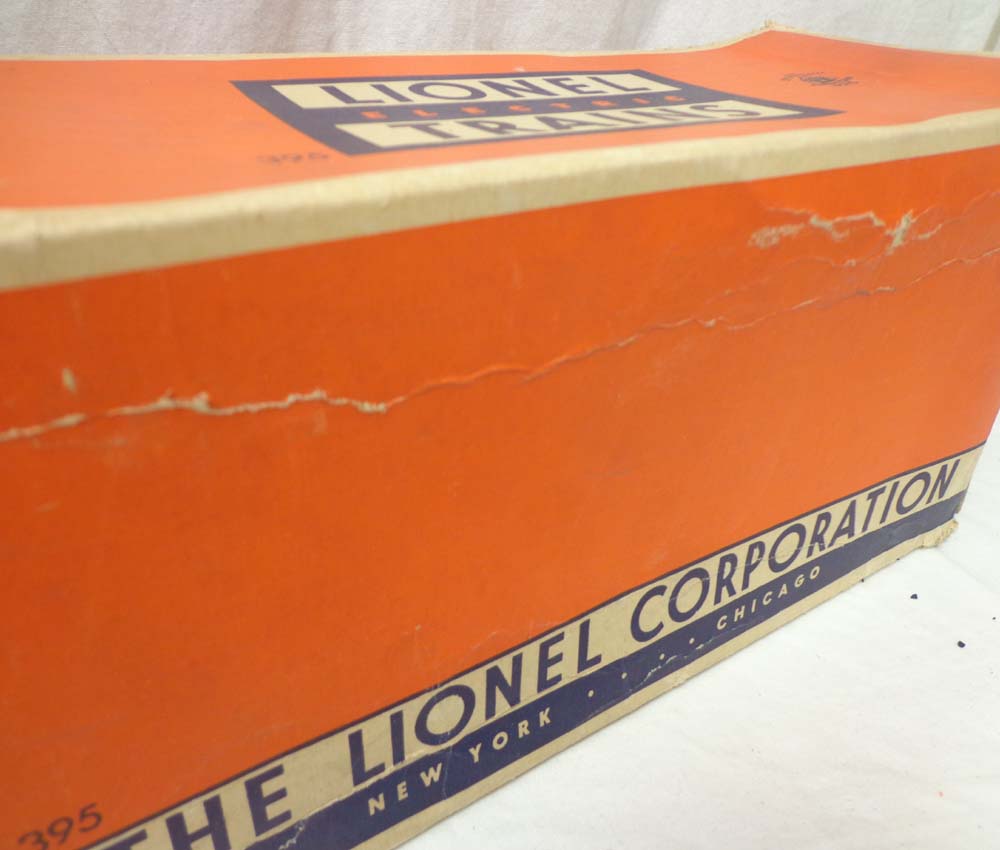 LIONEL
ELECTRIC
TRAINS
395
THE LIONEL CORPORATION
NEW YORK . . . . CHICAGO
395